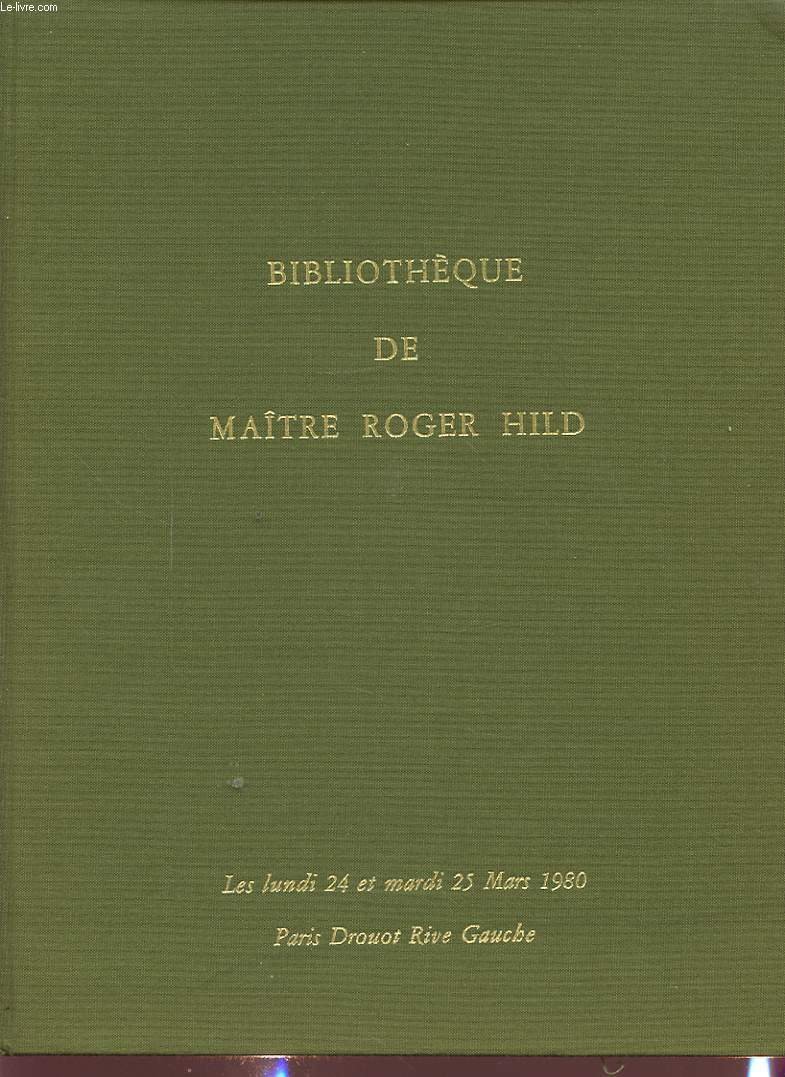 Le-livre.com
BIBLIOTHÈQUE
DE
MAÎTRE ROGER HILD
Les lundi 24 et mardi 25 Mars 1980
Paris Drouot Rive Gauche